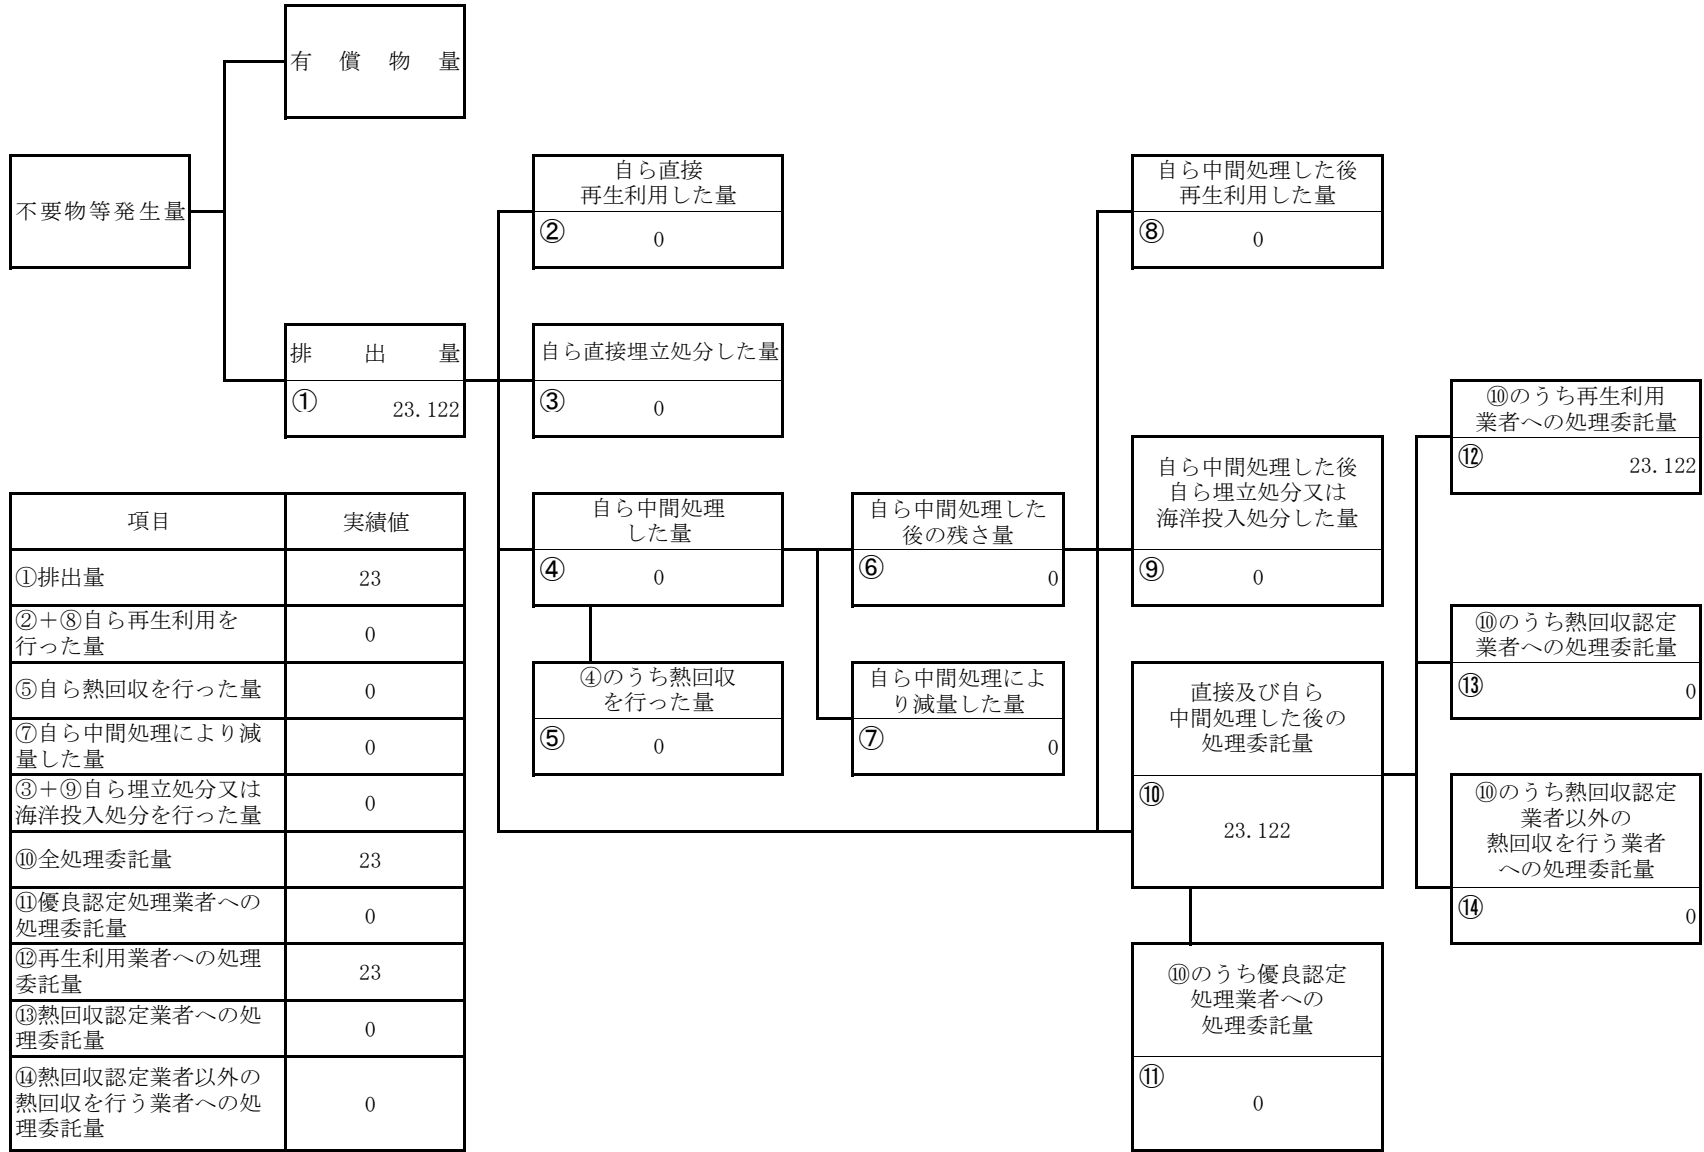 有償物量
不要物等発生量
排出量
① 23.122
自ら直接
再生利用した量
② 0
自ら直接埋立処分した量
③ 0
自ら中間処理
した量
④ 0
④のうち熱回収
を行った量
⑤ 0
自ら中間処理した
後の残さ量
⑥ 0
自ら中間処理によ
り減量した量
⑦ 0
自ら中間処理した後
再生利用した量
⑧ 0
自ら中間処理した後
自ら埋立処分又は
海洋投入処分した量
⑨ 0
直接及び自ら
中間処理した後の
処理委託量
⑩
23.122
⑩のうち優良認定
処理業者への
処理委託量
⑪
0
⑩のうち再生利用
業者への処理委託量
⑫ 23.122
⑩のうち熱回収認定
業者への処理委託量
⑬ 0
⑩のうち熱回収認定
業者以外の
熱回収を行う業者
への処理委託量
⑭ 0
項目 実績値
①排出量 23
②＋⑧自ら再生利用を
行った量 0
⑤自ら熱回収を行った量 0
⑦自ら中間処理により減
量した量 0
③＋⑨自ら埋立処分又は
海洋投入処分を行った量 0
⑩全処理委託量 23
⑪優良認定処理業者への
処理委託量 0
⑫再生利用業者への処理
委託量 23
⑬熱回収認定業者への処
理委託量 0
⑭熱回収認定業者以外の
熱回収を行う業者への処
理委託量 0